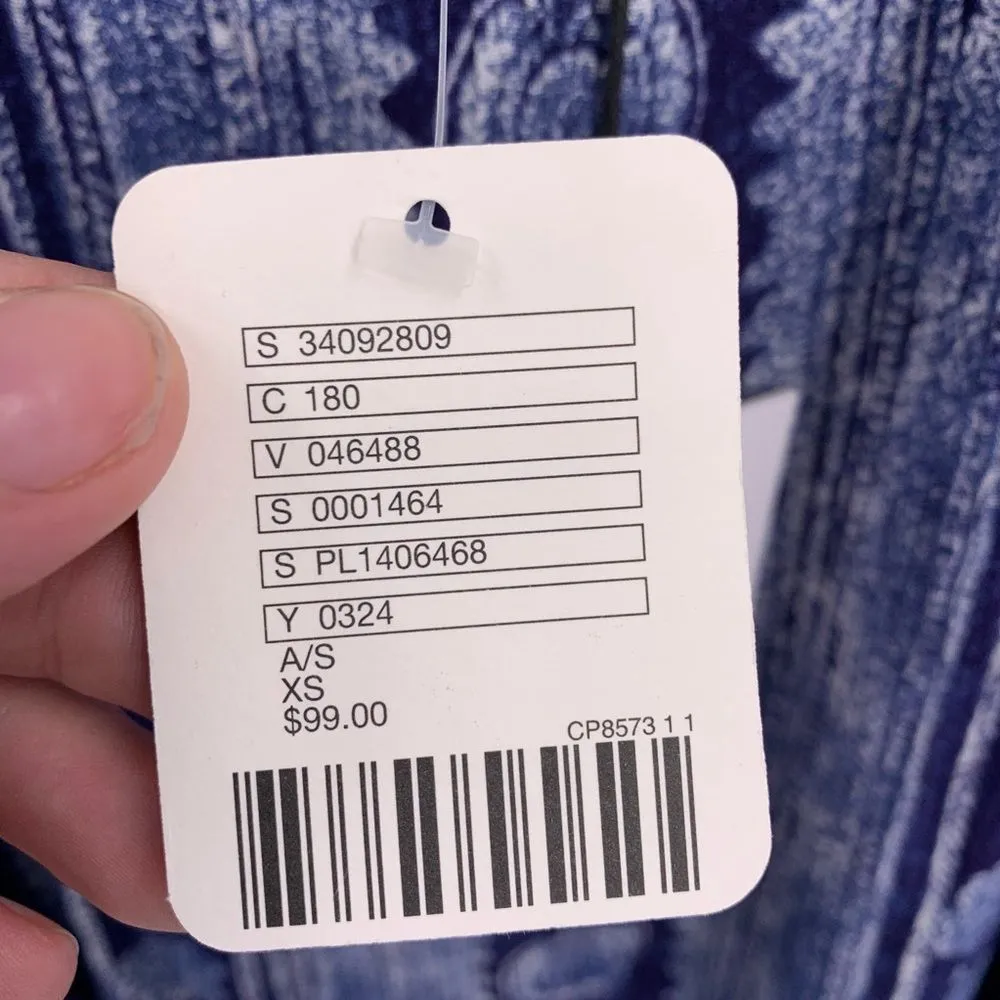 S 34092809
C 180
V 046488
S 0001464
S PL1406468
Y 0324
A/S
XS
$99.00
CP8573 1 1